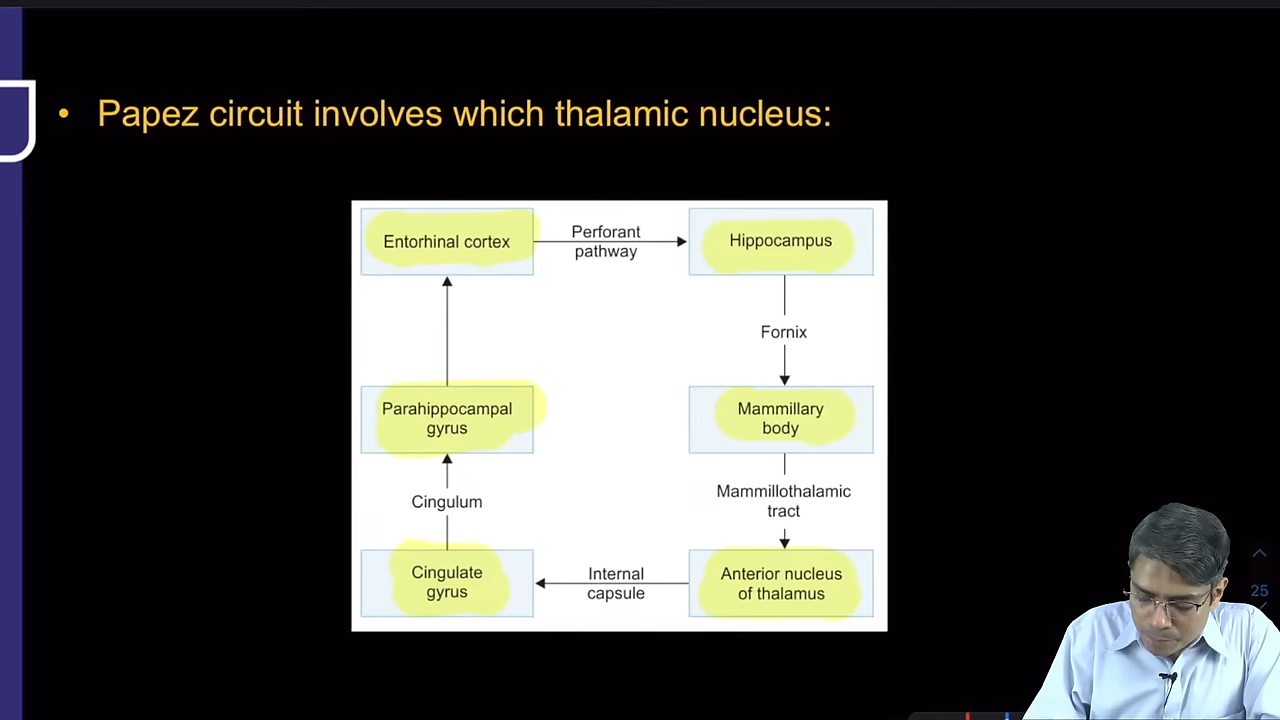 • Papez circuit involves which thalamic nucleus:
Entorhinal cortex
Perforant
pathway
Hippocampus
Fornix
Parahippocampal
gyrus
Mammillary
body
Cingulum
Mammillothalamic
tract
Cingulate
gyrus
Internal
capsule
Anterior nucleus
of thalamus
25